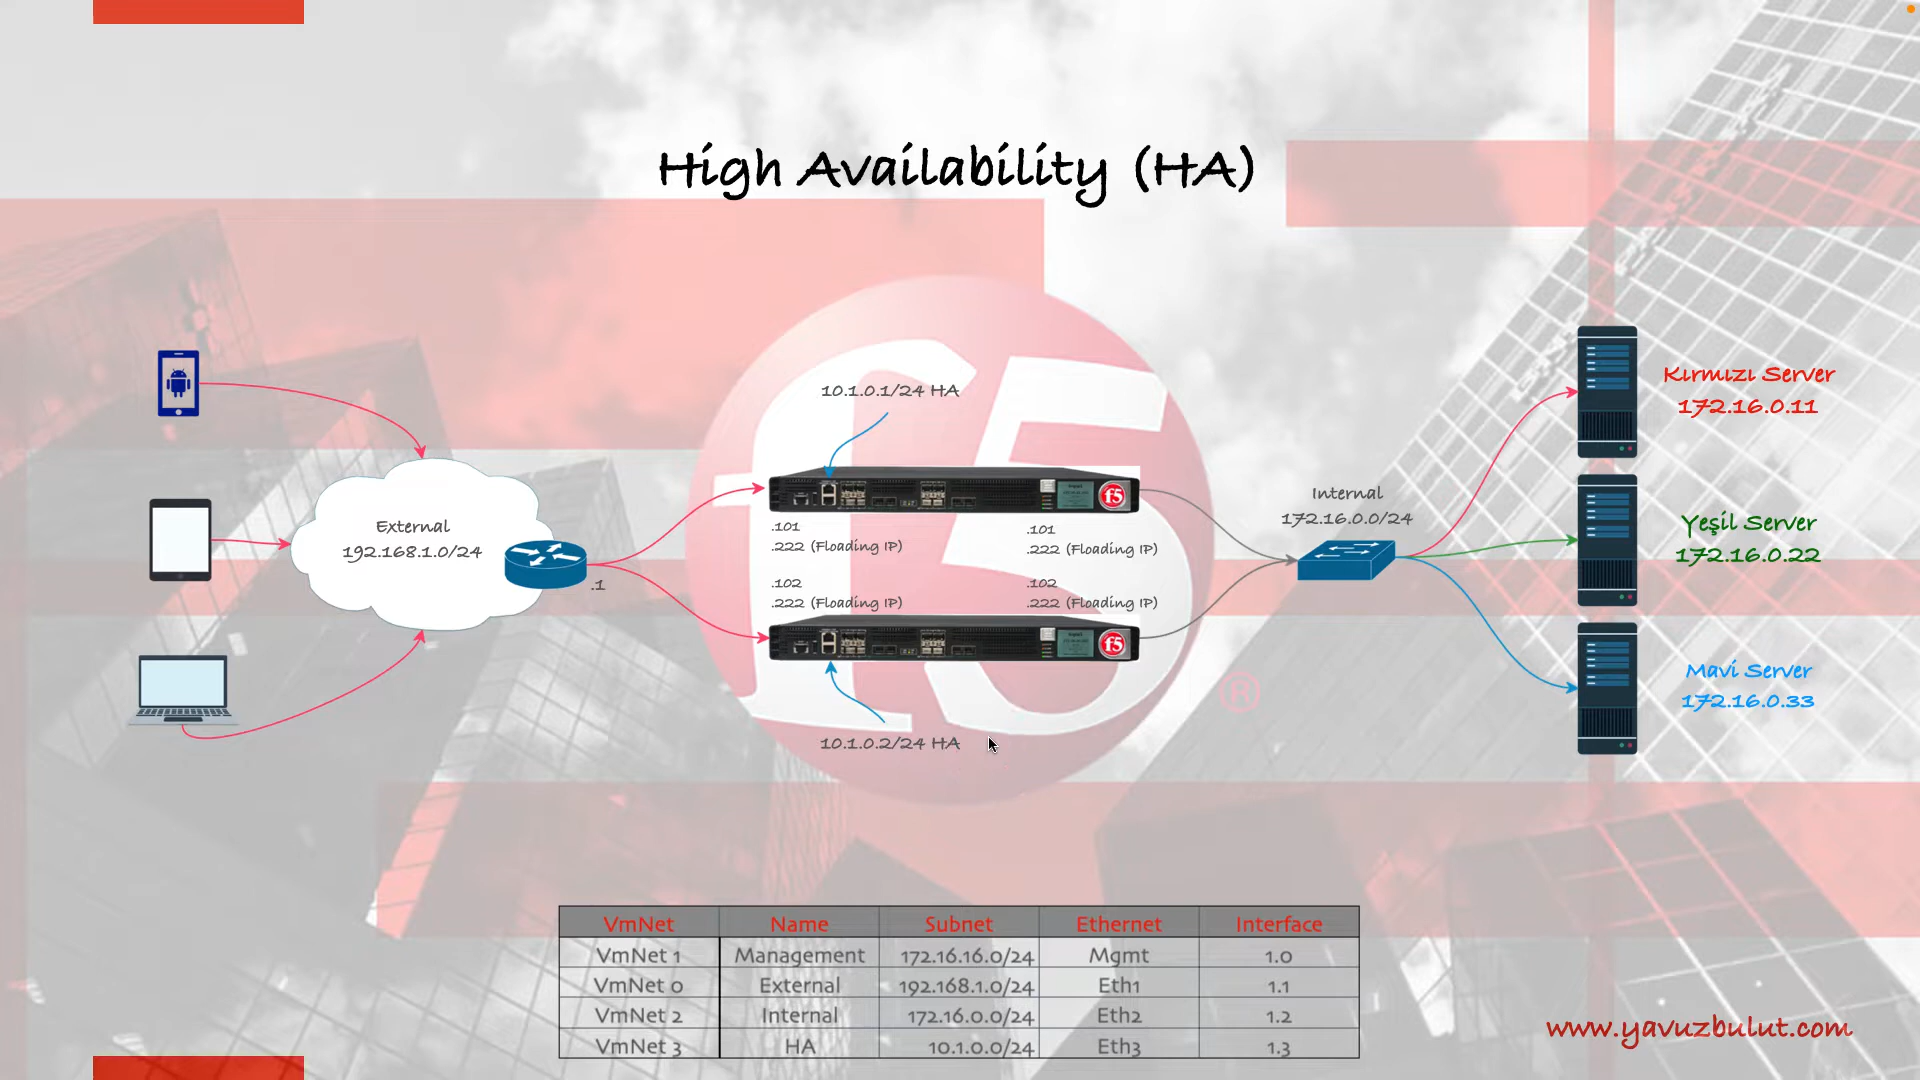 High Availability (HA)
10.1.0.1/24 HA
External
192.168.1.0/24
.1
.101
.222 (Floading IP)
.101
.222 (Floading IP)
.102
.222 (Floading IP)
.102
.222 (Floading IP)
f5
f5
f5
®
10.1.0.2/24 HA
Internal
172.16.0.0/24
Kırmızı Server
172.16.0.11
Yeşil Server
172.16.0.22
Mavi Server
172.16.0.33
VmNet Name Subnet Ethernet Interface
VmNet 1 Management 172.16.16.0/24 Mgmt 1.0
VmNet 0 External 192.168.1.0/24 Eth1 1.1
VmNet 2 Internal 172.16.0.0/24 Eth2 1.2
VmNet 3 HA 10.1.0.0/24 Eth3 1.3
www.yavuzbulut.com